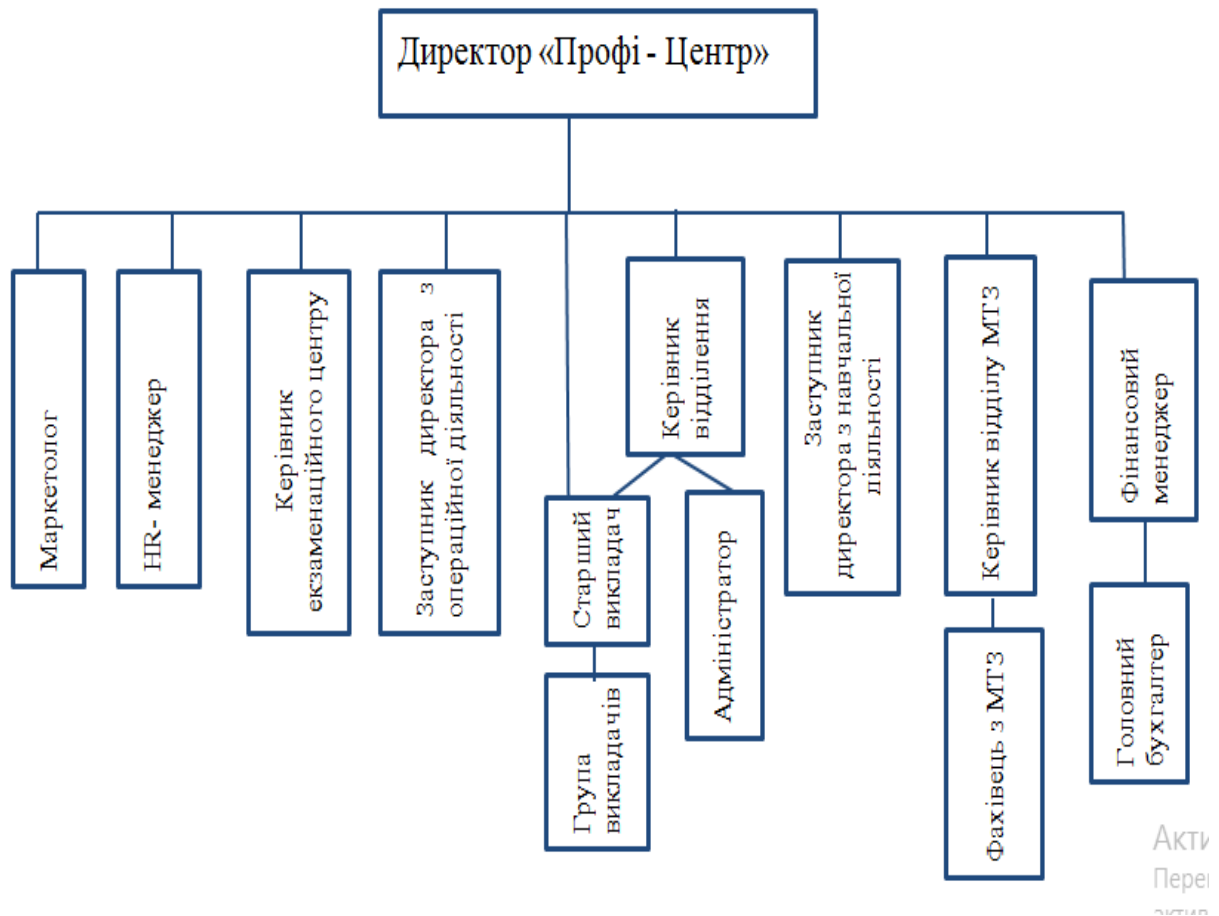 Директор «Профі - Центр»
Маркетолог
HR- менеджер
Керівник
екзаменаційного центру
Заступник директора з
операційної діяльності
Керівник
відділення
Заступник
директора з навчальної
діяльності
Керівник відділу МТЗ
Фінансовий
менеджер
Старший
викладач
Адміністратор
Група
викладачів
Фахівець з МТЗ
Головний
бухгалтер